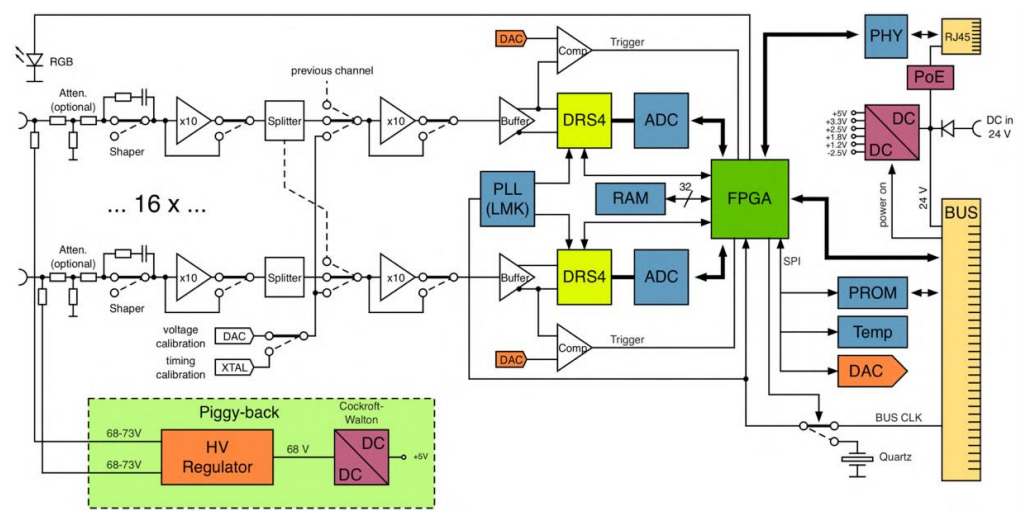 RGB
Atten.
(optional)
Shaper
x10
Splitter
previous channel
x10
Buffer
DAC
Comp
Trigger
DRS4
ADC
PHY
RJ45
PoE
+5V
+3.3V
+2.5V
+1.8V
+1.2V
-2.5V
DC
DC
DC in
24 V
... 16 x ...
PLL
(LMK)
RAM
32
FPGA
power on
24 V
BUS
Atten.
(optional)
Shaper
x10
Splitter
x10
Buffer
DRS4
ADC
SPI
PROM
Temp
DAC
voltage
calibration
DAC
timing
calibration
XTAL
DAC
Comp
Trigger
BUS CLK
Quartz
Piggy-back
Cockroft-
Walton
68-73V
68-73V
HV
Regulator
68 V
DC
DC
+5V